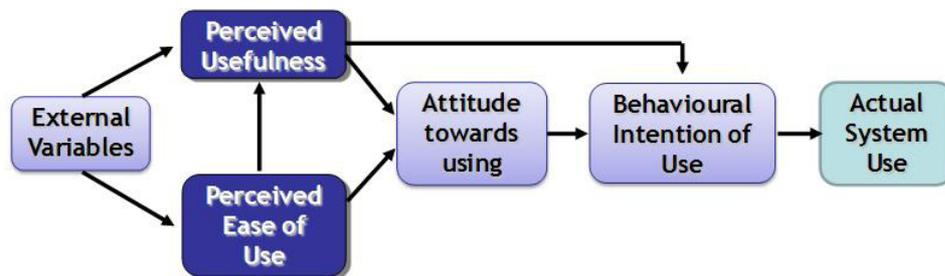 Perceived
Usefulness
External
Variables
Perceived
Ease of
Use
Attitude
towards
using
Behavioural
Intention of
Use
Actual
System
Use